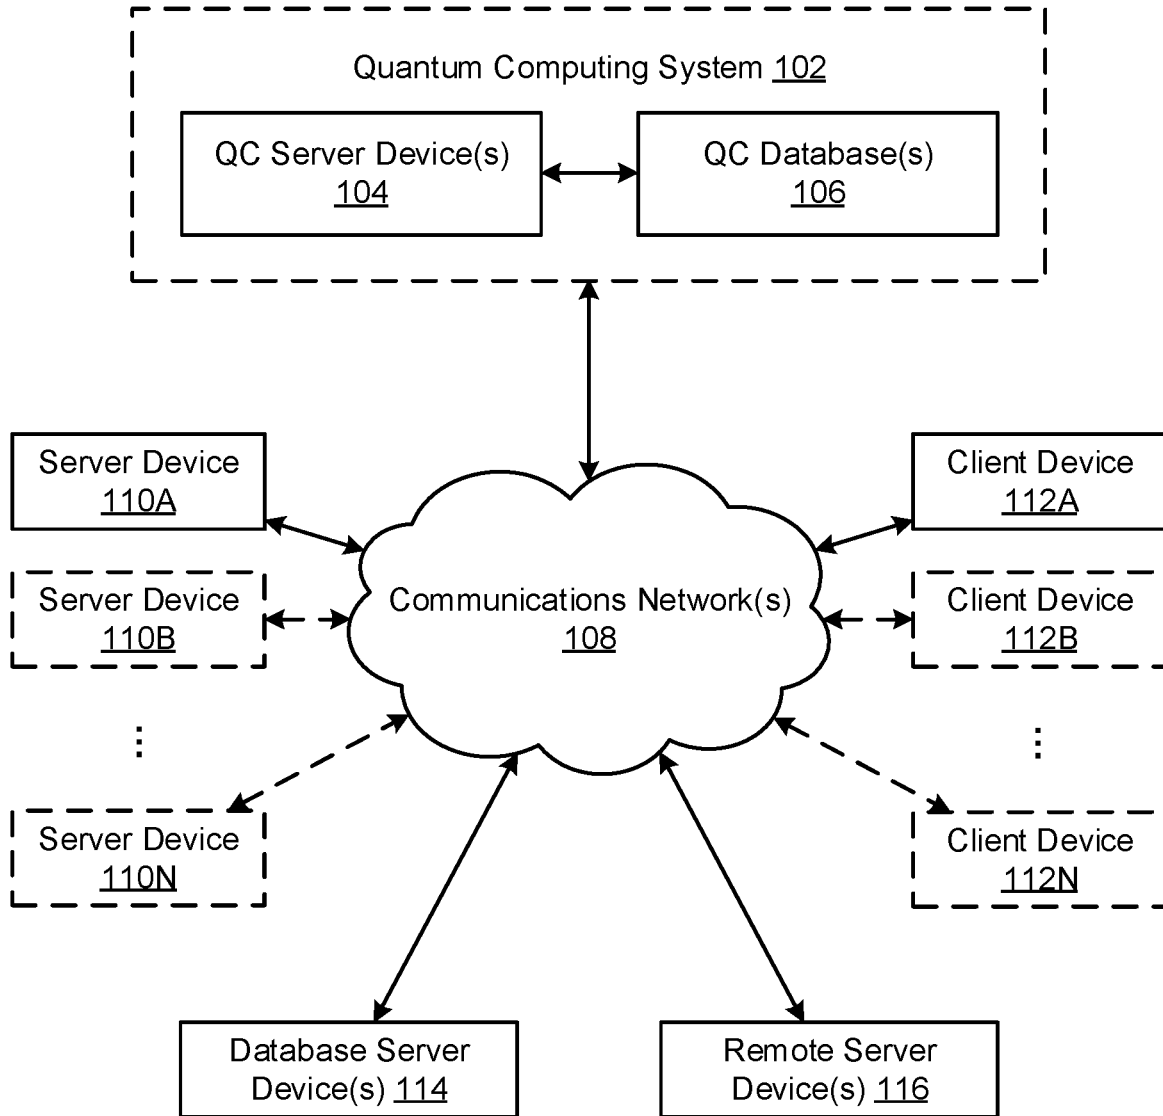 Quantum Computing System 102
QC Server Device(s)
104
QC Database(s)
106
Server Device
110A
Client Device
112A
Server Device
110B
Communications Network(s)
108
Client Device
112B
⋮
⋮
Server Device
110N
Client Device
112N
Database Server
Device(s) 114
Remote Server
Device(s) 116